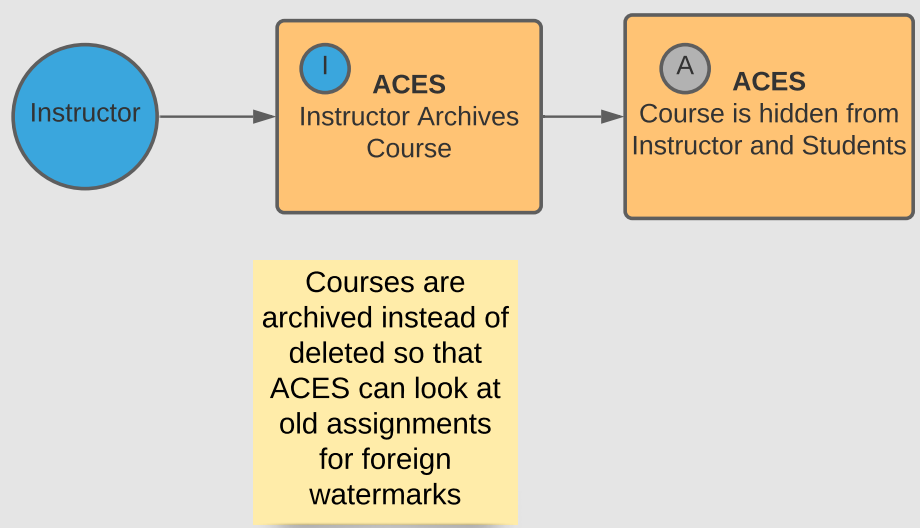 Instructor
I
ACES
Instructor Archives
Course
A
ACES
Course is hidden from
Instructor and Students
Courses are
archived instead of
deleted so that
ACES can look at
old assignments
for foreign
watermarks